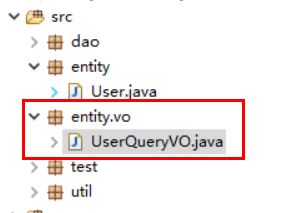 src
dao
entity
User.java
entity.vo
UserQueryVO.java
test
util